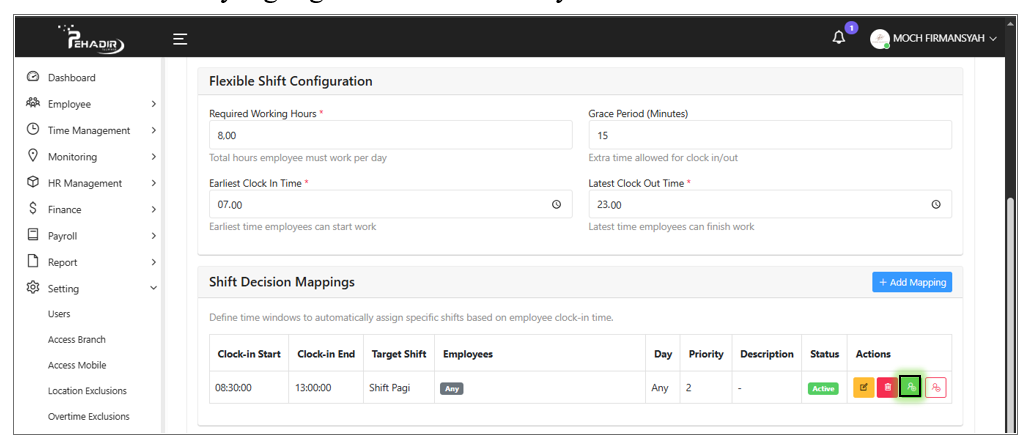 PEHADIR
1
MOCH FIRMANSYAH
Dashboard
Employee
Time Management
Monitoring
HR Management
Finance
Payroll
Report
Setting
Users
Access Branch
Access Mobile
Location Exclusions
Overtime Exclusions
Flexible Shift Configuration
Required Working Hours * Grace Period (Minutes)
8,00 15
Total hours employee must work per day Extra time allowed for clock in/out
Earliest Clock In Time * Latest Clock Out Time *
07.00 23.00
Earliest time employees can start work Latest time employees can finish work
Shift Decision Mappings + Add Mapping
Define time windows to automatically assign specific shifts based on employee clock-in time.
Clock-in Start Clock-in End Target Shift Employees Day Priority Description Status Actions
08:30:00 13:00:00 Shift Pagi Any Any 2 - Active